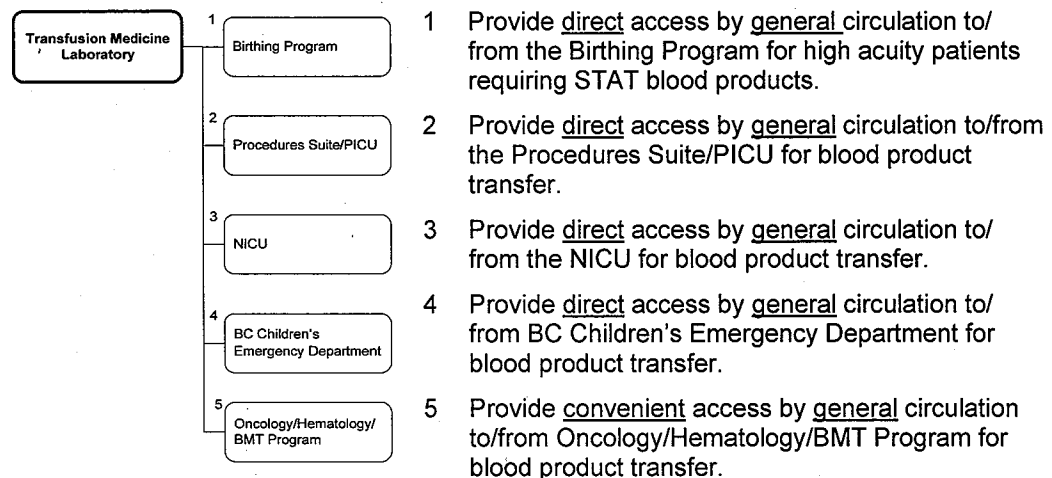 Transfusion Medicine
Laboratory
1
Birthing Program
2
Procedures Suite/PICU
3
NICU
4
BC Children's
Emergency Department
5
Oncology/Hematology/
BMT Program
1 Provide direct access by general circulation to/
from the Birthing Program for high acuity patients
requiring STAT blood products.
2 Provide direct access by general circulation to/from
the Procedures Suite/PICU for blood product
transfer.
3 Provide direct access by general circulation to/
from the NICU for blood product transfer.
4 Provide direct access by general circulation to/
from BC Children's Emergency Department for
blood product transfer.
5 Provide convenient access by general circulation
to/from Oncology/Hematology/BMT Program for
blood product transfer.